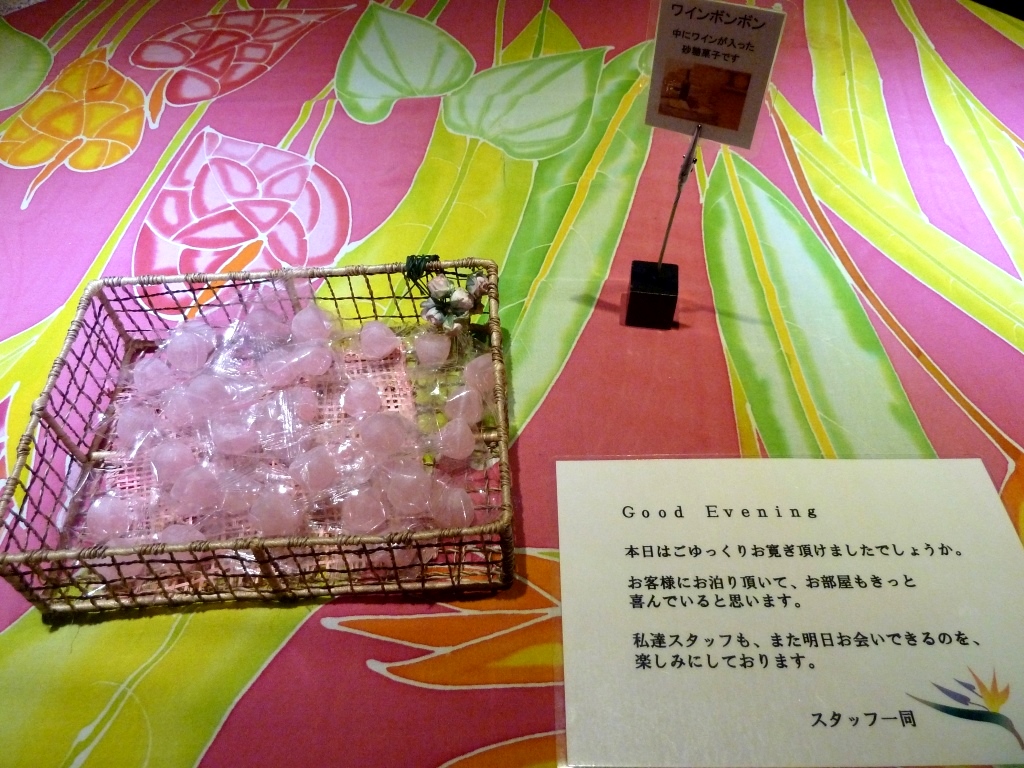 ワインボンボン
中にワインが入った
砂糖菓子です
Good Evening
本日はごゆっくりお寛ぎ頂けましたでしょうか。
お客様にお泊り頂いて、お部屋もきっと
喜んでいると思います。
私達スタッフも、また明日お会いできるのを、
楽しみにしております。
スタッフ一同